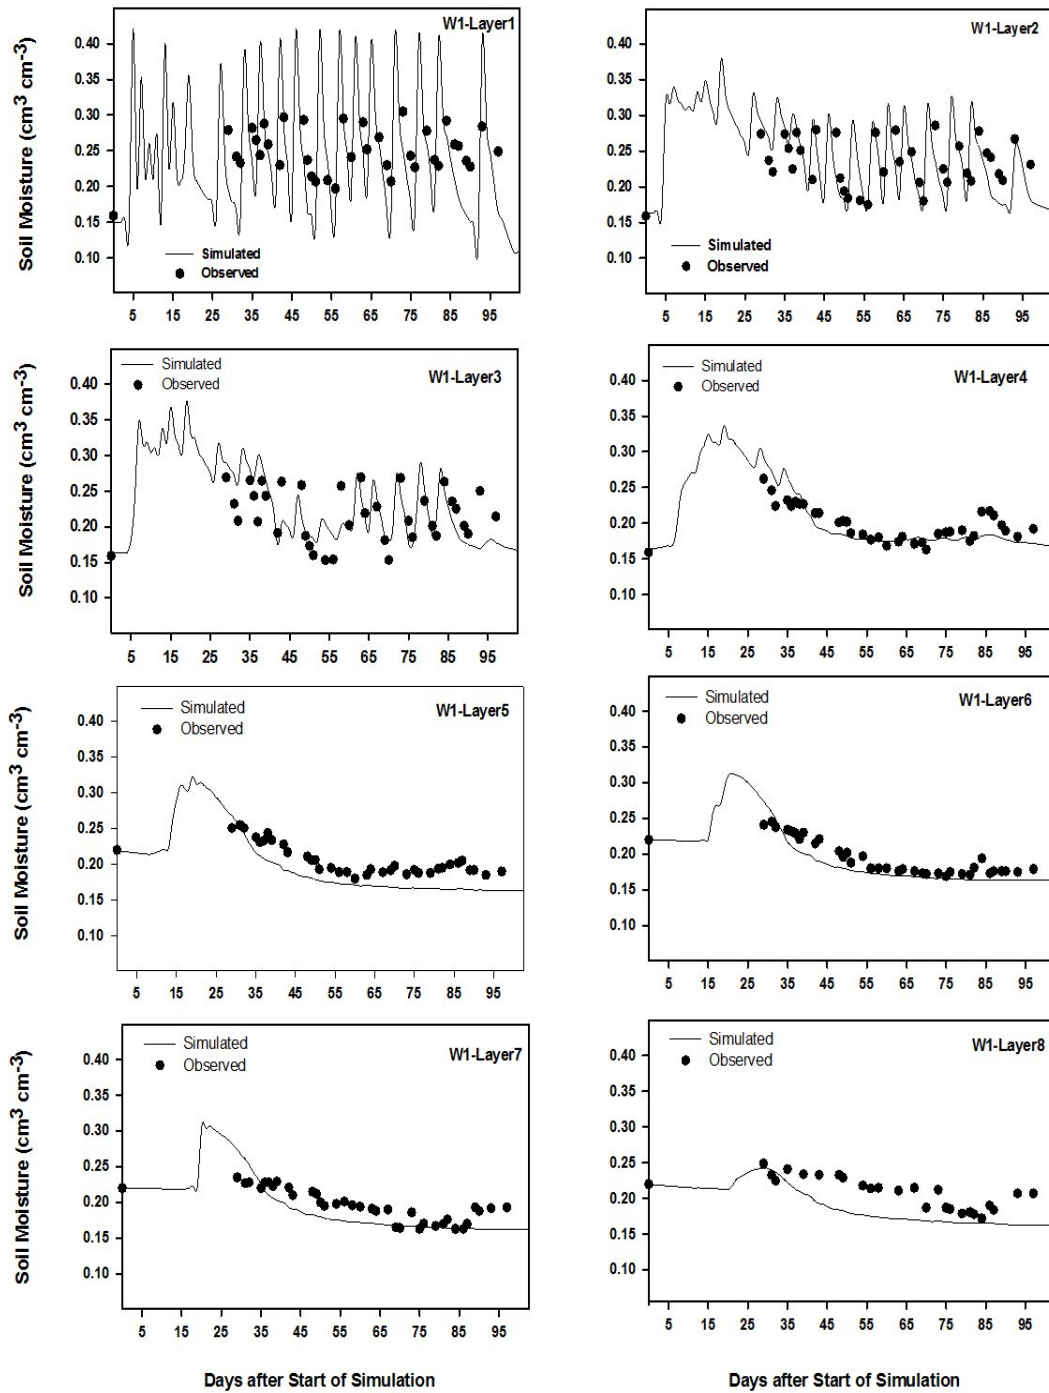 W1-Layer1
0.40
0.35
0.30
0.25
0.20
0.15
0.10
Soil Moisture (cm³ cm-³)
Simulated
Observed
5 15 25 35 45 55 65 75 85 95
W1-Layer2
0.40
0.35
0.30
0.25
0.20
0.15
0.10
Simulated
Observed
5 15 25 35 45 55 65 75 85 95
Simulated
Observed
W1-Layer3
0.40
0.35
0.30
0.25
0.20
0.15
0.10
Soil Moisture (cm³ cm-³)
5 15 25 35 45 55 65 75 85 95
Simulated
Observed
W1-Layer4
0.40
0.35
0.30
0.25
0.20
0.15
0.10
5 15 25 35 45 55 65 75 85 95
Simulated
Observed
W1-Layer5
0.40
0.35
0.30
0.25
0.20
0.15
0.10
Soil Moisture (cm³ cm-³)
5 15 25 35 45 55 65 75 85 95
Simulated
Observed
W1-Layer6
0.40
0.35
0.30
0.25
0.20
0.15
0.10
5 15 25 35 45 55 65 75 85 95
Simulated
Observed
W1-Layer7
0.40
0.35
0.30
0.25
0.20
0.15
0.10
Soil Moisture (cm³ cm-³)
5 15 25 35 45 55 65 75 85 95
Days after Start of Simulation
Simulated
Observed
W1-Layer8
0.40
0.35
0.30
0.25
0.20
0.15
0.10
5 15 25 35 45 55 65 75 85 95
Days after Start of Simulation